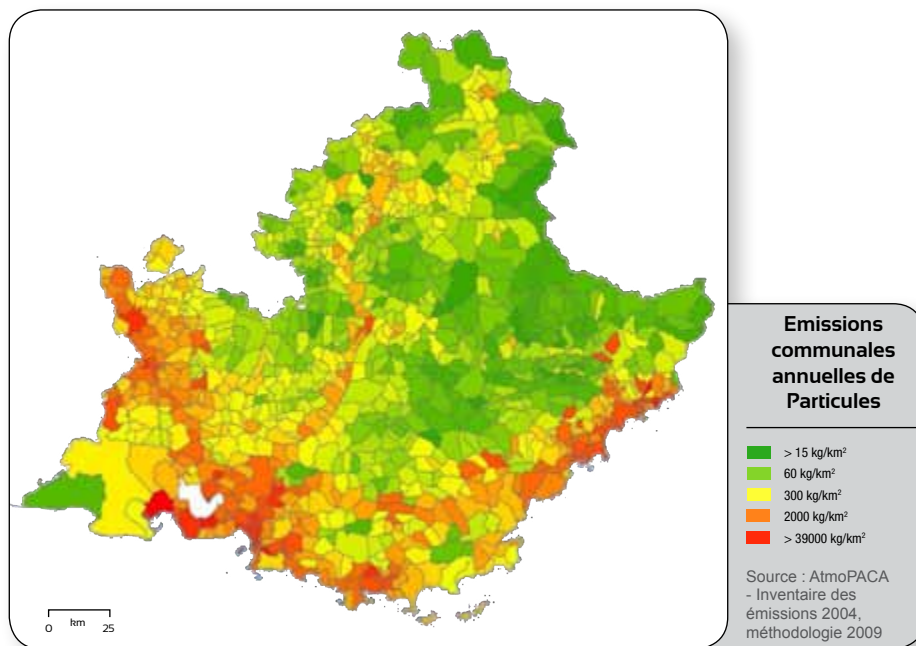 Emissions
communales
annuelles de
Particules
> 15 kg/km²
60 kg/km²
300 kg/km²
2000 kg/km²
> 39000 kg/km²
Source : AtmoPACA
- Inventaire des
émissions 2004,
méthodologie 2009
km
0 25